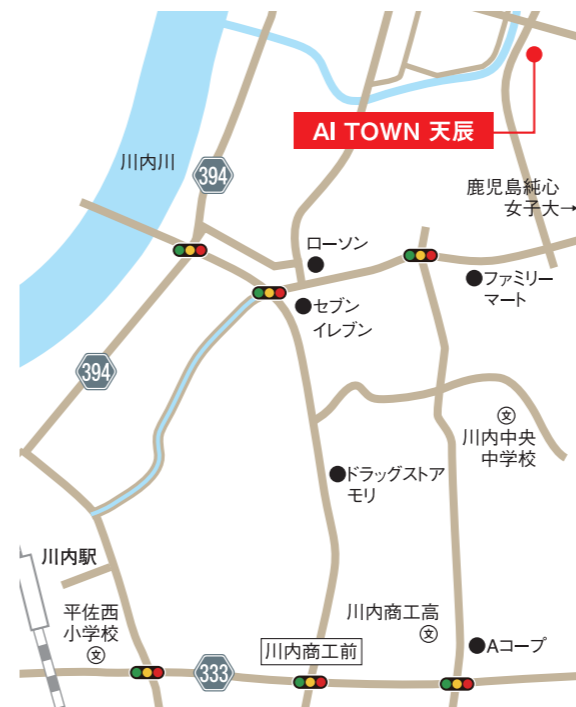 AI TOWN 天辰
川内川
394
鹿児島純心
女子大→
ローソン
ファミリー
マート
セブン
イレブン
394
文
川内中央
中学校
ドラッグストア
モリ
川内駅
平佐西
小学校
文
川内商工高
文
川内商工前
Aコープ
333